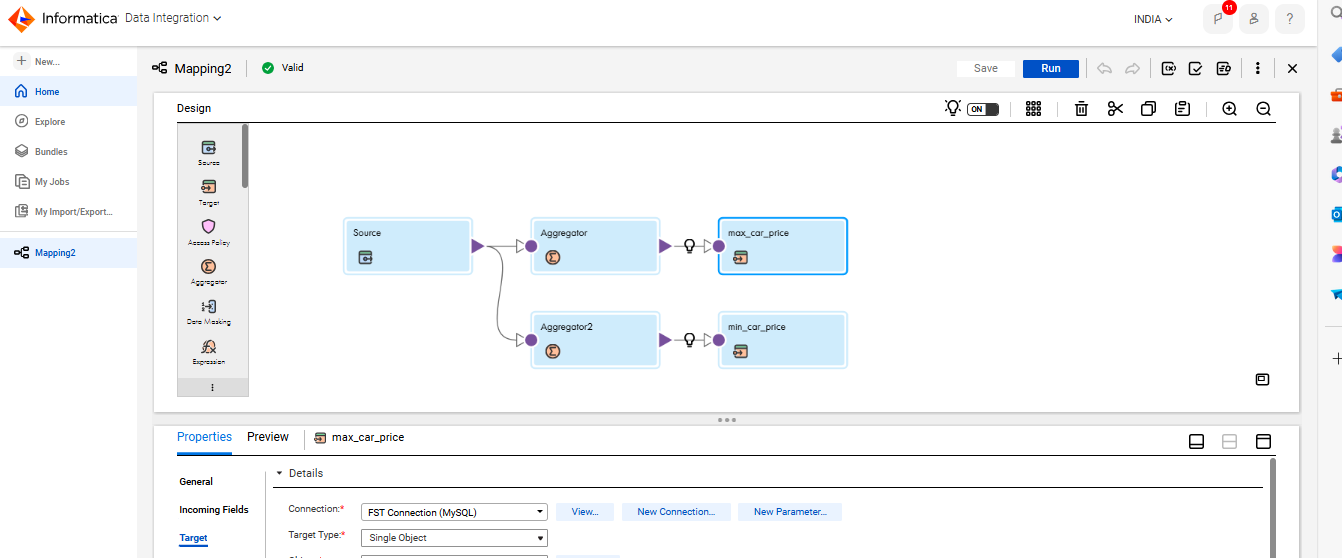 Informatica Data Integration INDIA 11 ?
New...
Home
Explore
Bundles
My Jobs
My Import/Export...
Mapping2
Mapping2 Valid Save Run
Design ON
Source
Target
Access Policy
Aggregator
Data Masking
Expression
Source Aggregator max_car_price
Aggregator2 min_car_price
Properties Preview max_car_price
General
Incoming Fields
Target
Details
Connection:* FST Connection (MySQL) View... New Connection... New Parameter...
Target Type:* Single Object